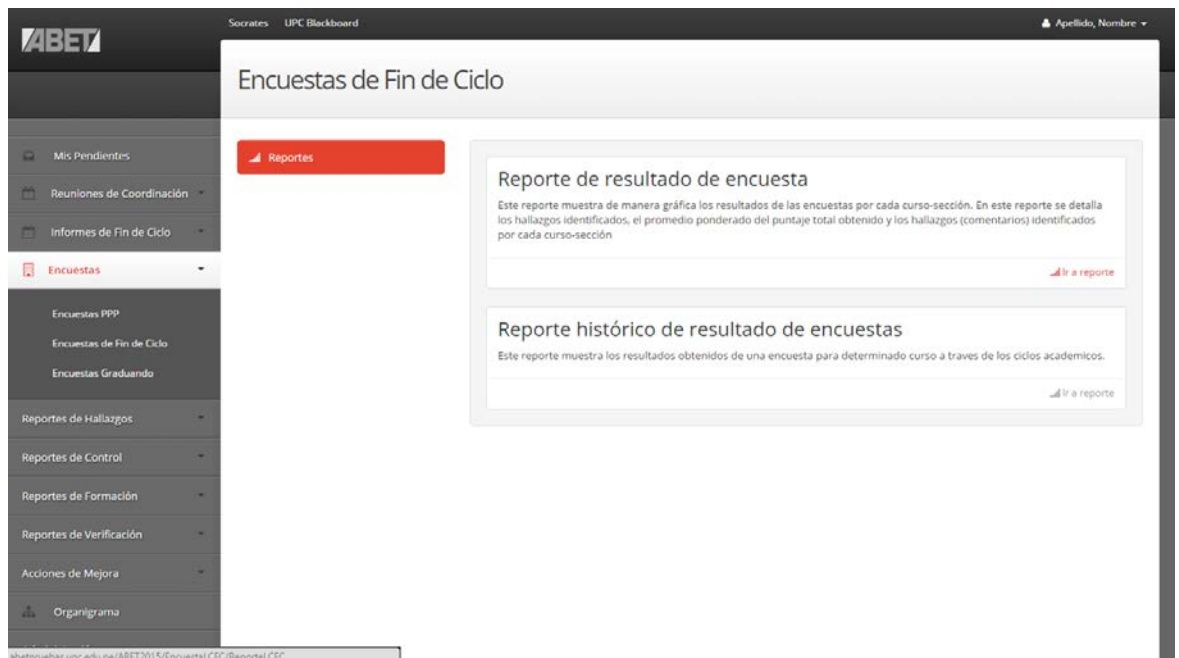 ABET
Socrates UPC Blackboard
Apellido, Nombre
Encuestas de Fin de Ciclo
Mis Pendientes
Reuniones de Coordinación
Informes de Fin de Ciclo
Encuestas
Encuestas PPP
Encuestas de Fin de Ciclo
Encuestas Graduando
Reportes de Hallazgos
Reportes de Control
Reportes de Formación
Reportes de Verificación
Acciones de Mejora
Organigrama
Reportes
Reporte de resultado de encuesta
Este reporte muestra de manera gráfica los resultados de las encuestas por cada curso-sección. En este reporte se detalla
los hallazgos identificados, el promedio ponderado del puntaje total obtenido y los hallazgos (comentarios) identificados
por cada curso-sección
Ir a reporte
Reporte histórico de resultado de encuestas
Este reporte muestra los resultados obtenidos de una encuesta para determinado curso a traves de los ciclos academicos.
Ir a reporte